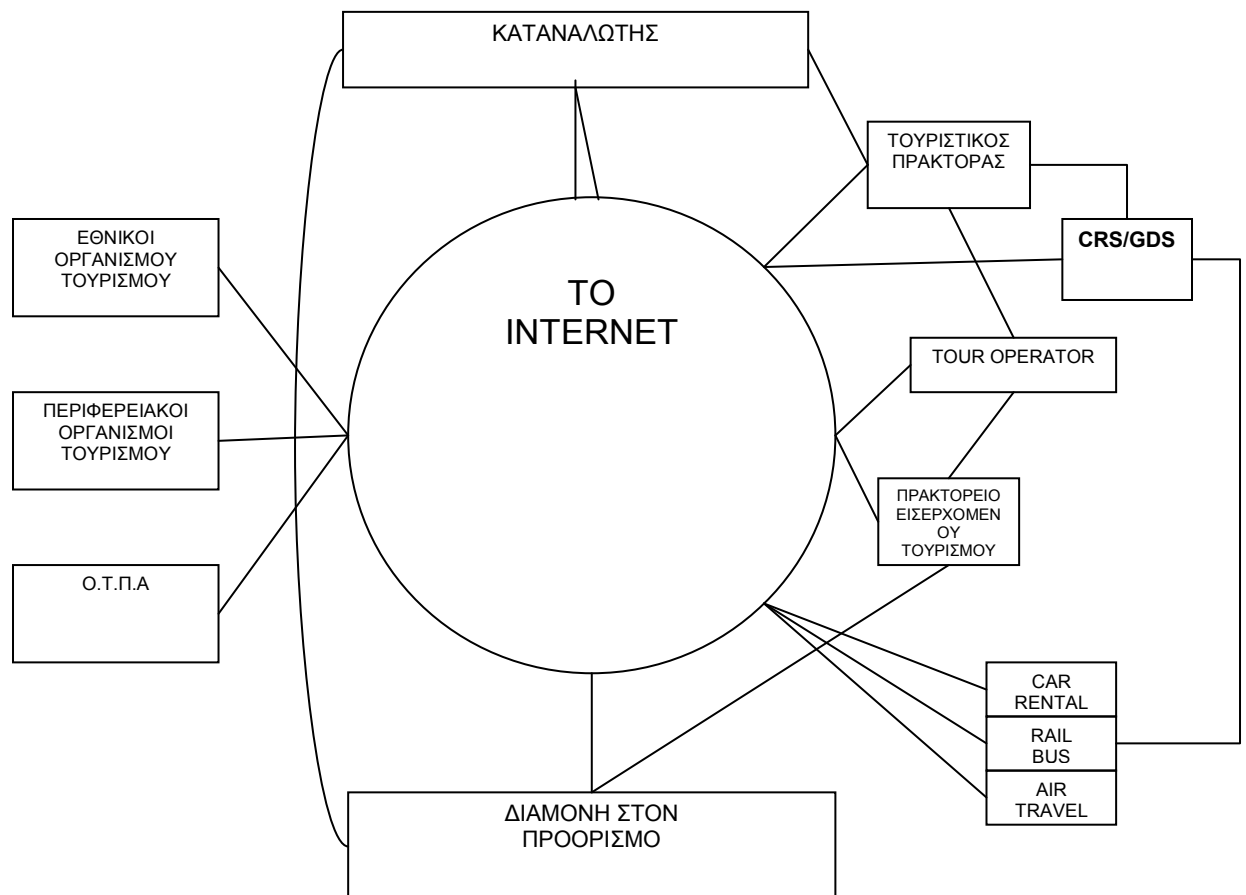 ΚΑΤΑΝΑΛΩΤΗΣ
ΤΟΥΡΙΣΤΙΚΟΣ
ΠΡΑΚΤΟΡΑΣ
ΕΘΝΙΚΟΙ
ΟΡΓΑΝΙΣΜΟΥ
ΤΟΥΡΙΣΜΟΥ
CRS/GDS
ΤΟ
INTERNET
TOUR OPERATOR
ΠΕΡΙΦΕΡΕΙΑΚΟΙ
ΟΡΓΑΝΙΣΜΟΙ
ΤΟΥΡΙΣΜΟΥ
ΠΡΑΚΤΟΡΕΙΟ
ΕΙΣΕΡΧΟΜΕΝ
ΟΥ
ΤΟΥΡΙΣΜΟΥ
Ο.Τ.Π.Α
CAR
RENTAL
RAIL
BUS
AIR
TRAVEL
ΔΙΑΜΟΝΗ ΣΤΟΝ
ΠΡΟΟΡΙΣΜΟ